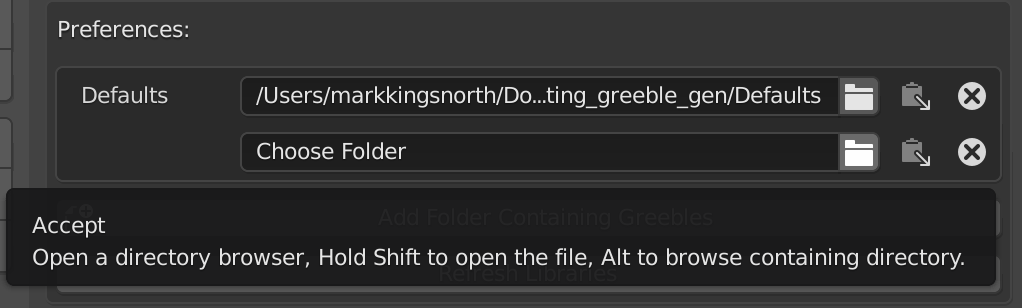 Preferences:
Defaults
/Users/markkingsnorth/Do...ting_greeble_gen/Defaults
Choose Folder
Add Folder Containing Greebles
Accept
Open a directory browser, Hold Shift to open the file, Alt to browse containing directory.
Refresh Libraries